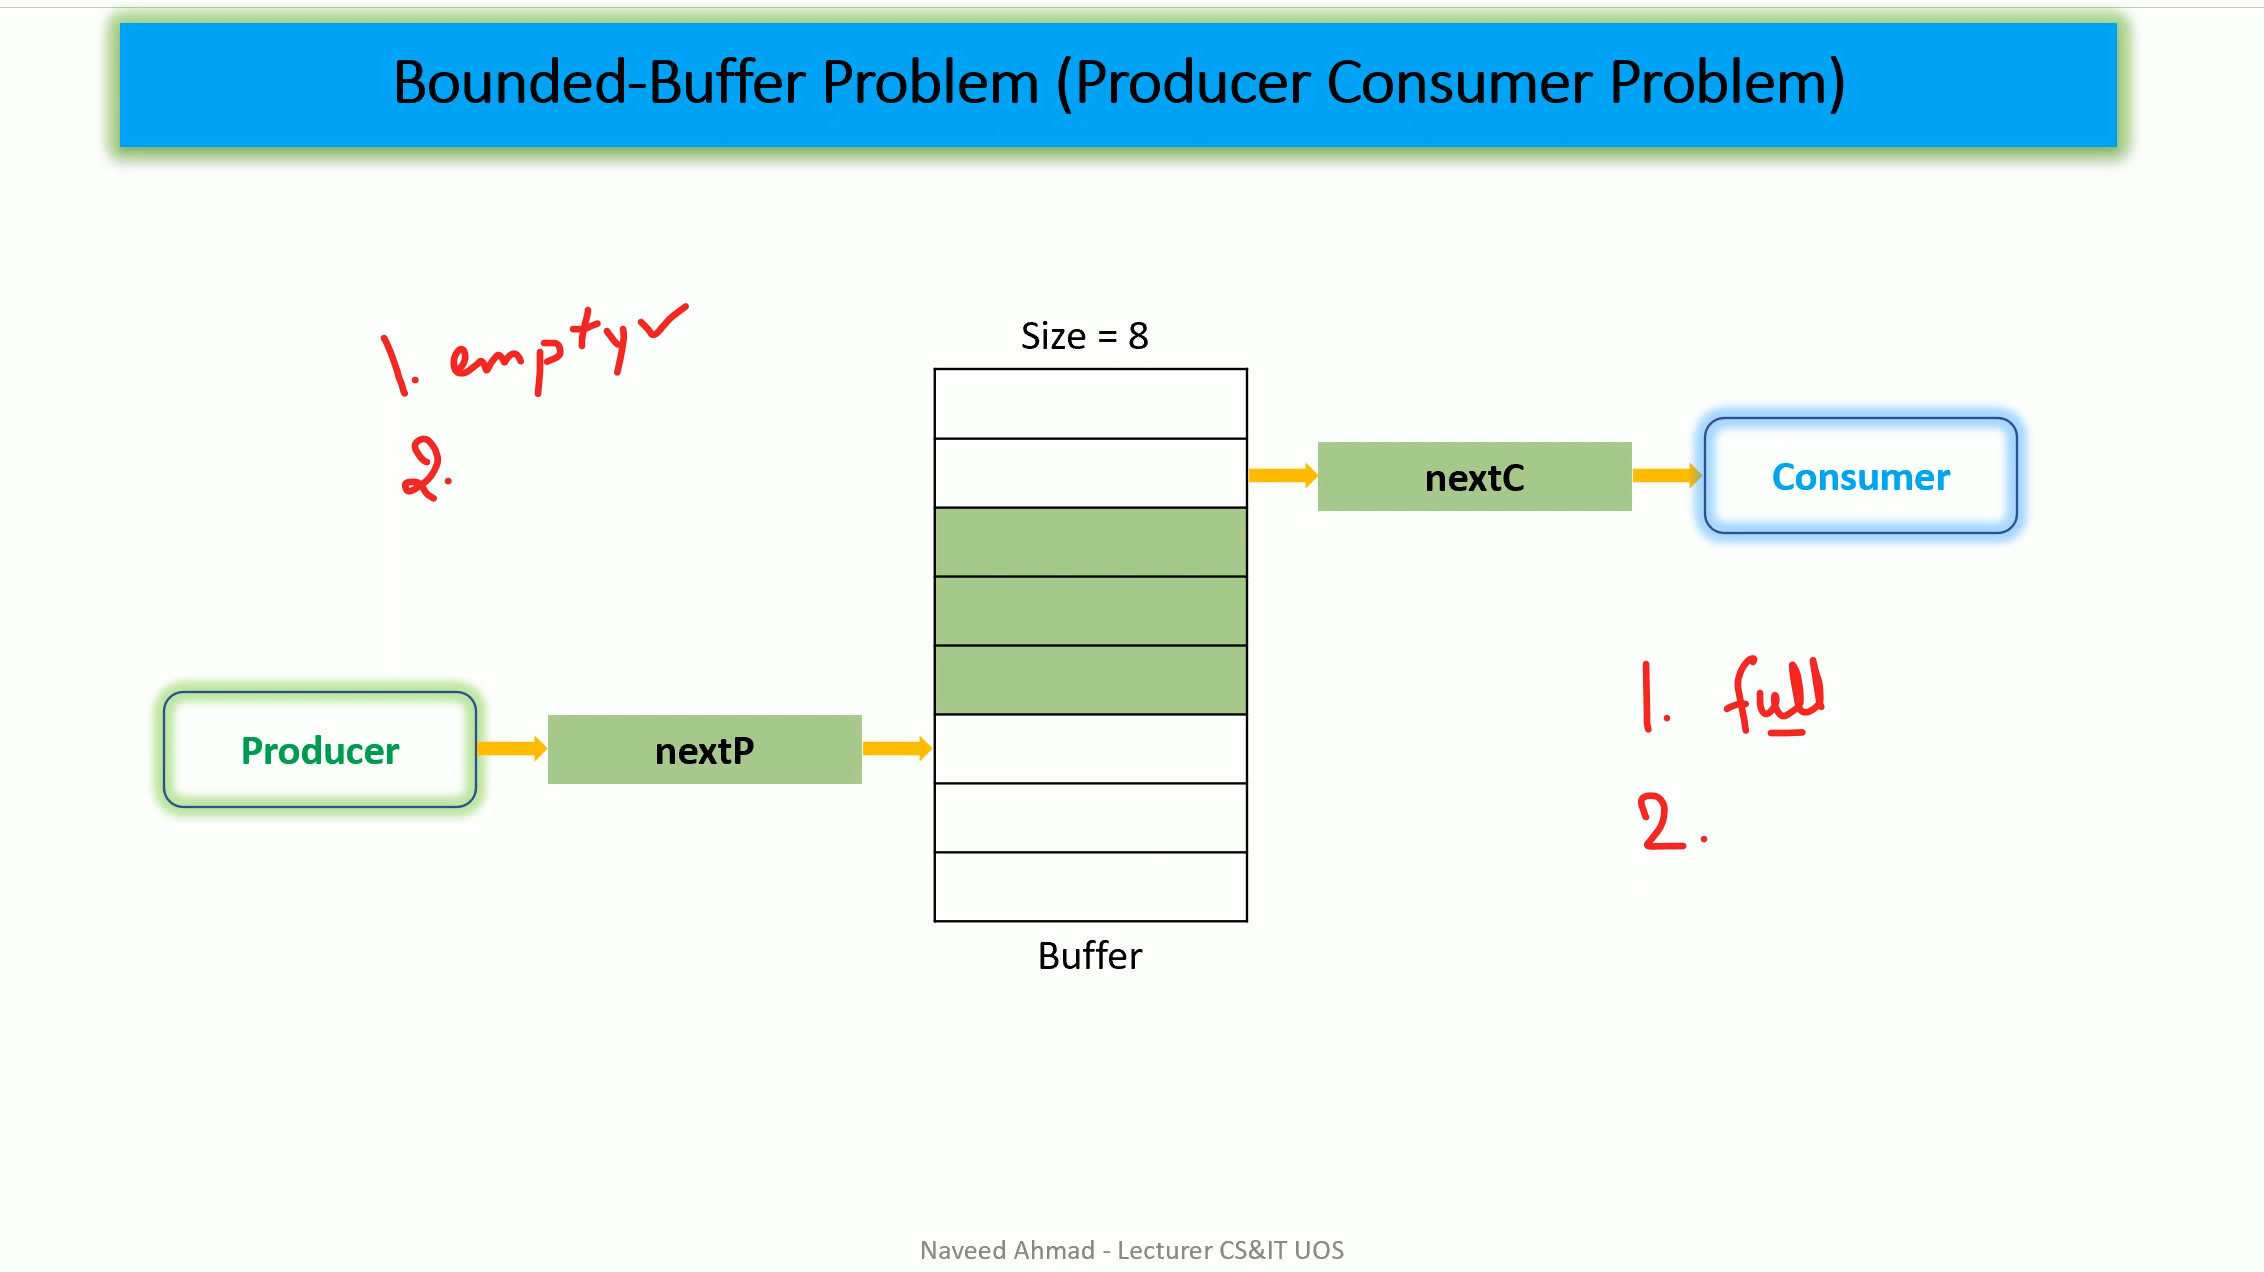 Bounded-Buffer Problem (Producer Consumer Problem)
1. empty ✓
2.
Size = 8
nextC
Consumer
1. full
2.
Producer
nextP
Buffer
Naveed Ahmad - Lecturer CS&IT UOS